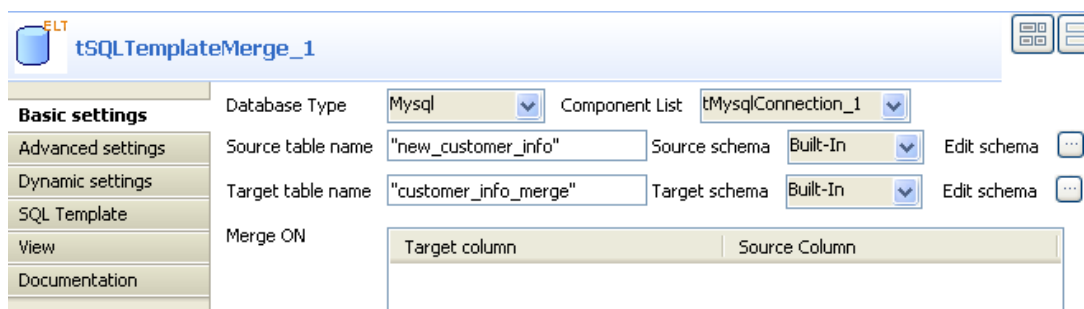 ELT
tSQLTemplateMerge_1
Basic settings
Advanced settings
Dynamic settings
SQL Template
View
Documentation
Database Type Mysql Component List tMysqlConnection_1
Source table name "new_customer_info" Source schema Built-In Edit schema ...
Target table name "customer_info_merge" Target schema Built-In Edit schema ...
Merge ON
Target column Source Column